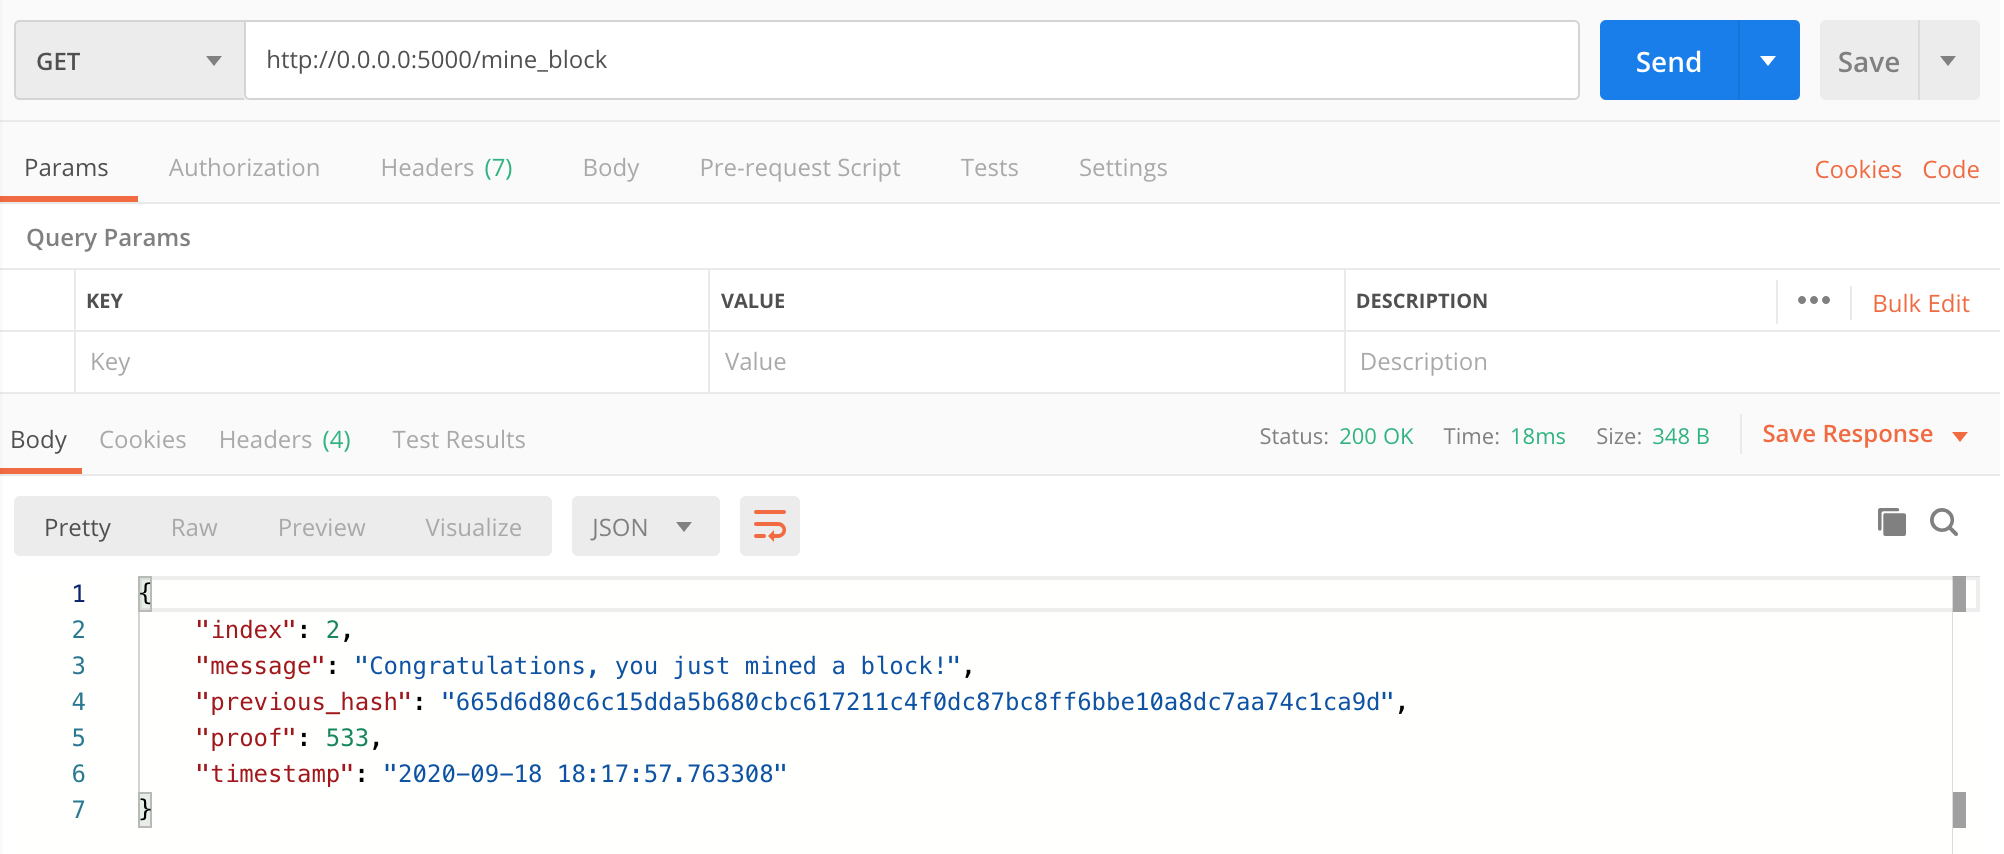 GET http://0.0.0.0:5000/mine_block Send Save
Params Authorization Headers (7) Body Pre-request Script Tests Settings Cookies Code
Query Params
KEY VALUE DESCRIPTION ••• Bulk Edit
Key Value Description
Body Cookies Headers (4) Test Results Status: 200 OK Time: 18ms Size: 348 B Save Response
Pretty Raw Preview Visualize JSON
1 {
2 "index": 2,
3 "message": "Congratulations, you just mined a block!",
4 "previous_hash": "665d6d80c6c15dda5b680cbc617211c4f0dc87bc8ff6bbe10a8dc7aa74c1ca9d",
5 "proof": 533,
6 "timestamp": "2020-09-18 18:17:57.763308"
7 }